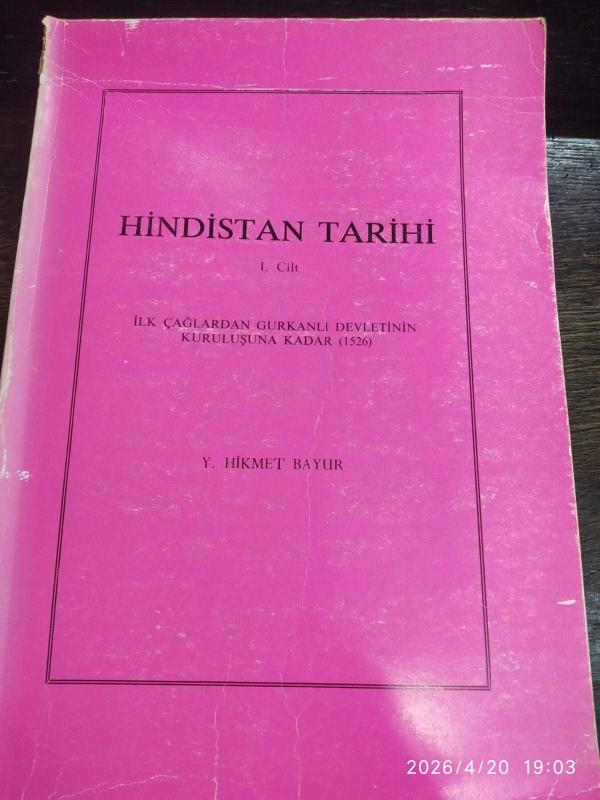 HİNDİSTAN TARİHİ
I. Cilt
İLK ÇAĞLARDAN GURKANLI DEVLETİNİN
KURULUŞUNA KADAR (1526)
Y. HİKMET BAYUR
2026/4/20 19:03